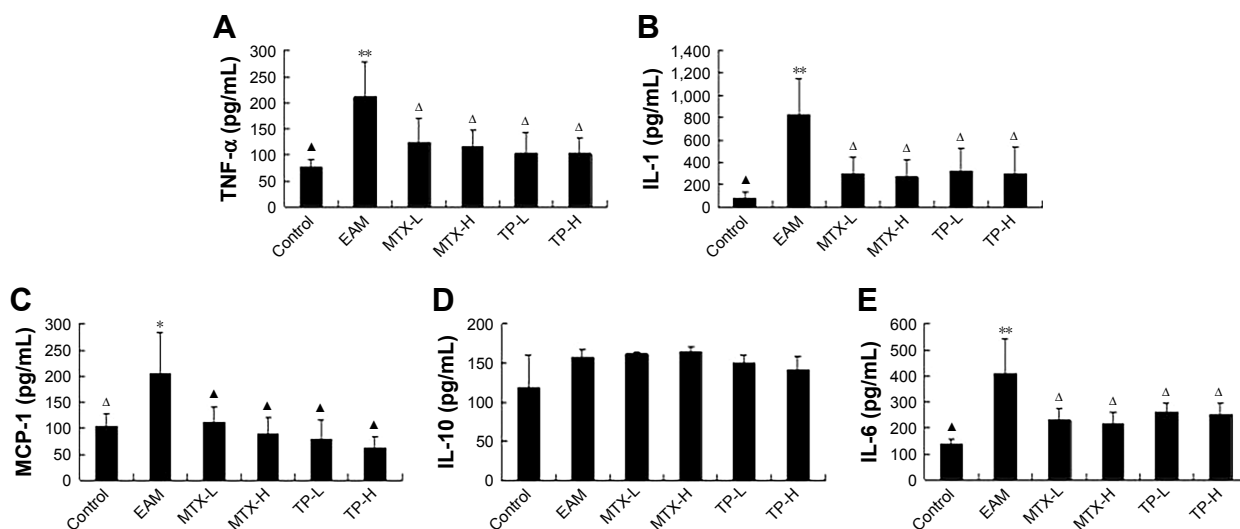 A
TNF-α (pg/mL)
300
250
200
150
100
50
0
**
▲
Δ
Δ
Δ
Δ
Control
EAM
MTX-L
MTX-H
TP-L
TP-H
B
IL-1 (pg/mL)
1,400
1,200
1,000
800
600
400
200
0
**
▲
Δ
Δ
Δ
Δ
Control
EAM
MTX-L
MTX-H
TP-L
TP-H
C
MCP-1 (pg/mL)
300
250
200
150
100
50
0
*
Δ
▲
▲
▲
▲
Control
EAM
MTX-L
MTX-H
TP-L
TP-H
D
IL-10 (pg/mL)
200
150
100
50
0
Control
EAM
MTX-L
MTX-H
TP-L
TP-H
E
IL-6 (pg/mL)
600
500
400
300
200
100
0
**
▲
Δ
Δ
Δ
Δ
Control
EAM
MTX-L
MTX-H
TP-L
TP-H